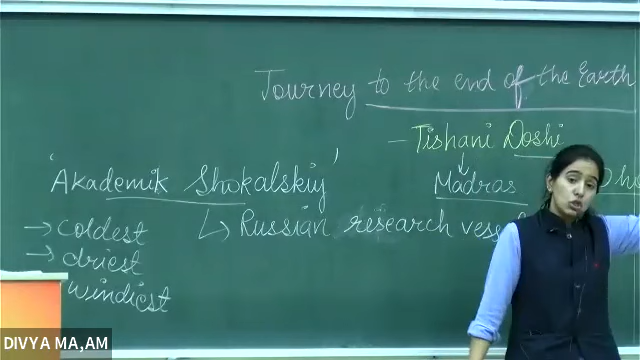 Journey to the end of the Earth
- Tishani Doshi
↓
Madras
'Akademik Shokalskiy'
↳ Russian research
→ coldest
→ driest
windiest
DIVYA MA,AM